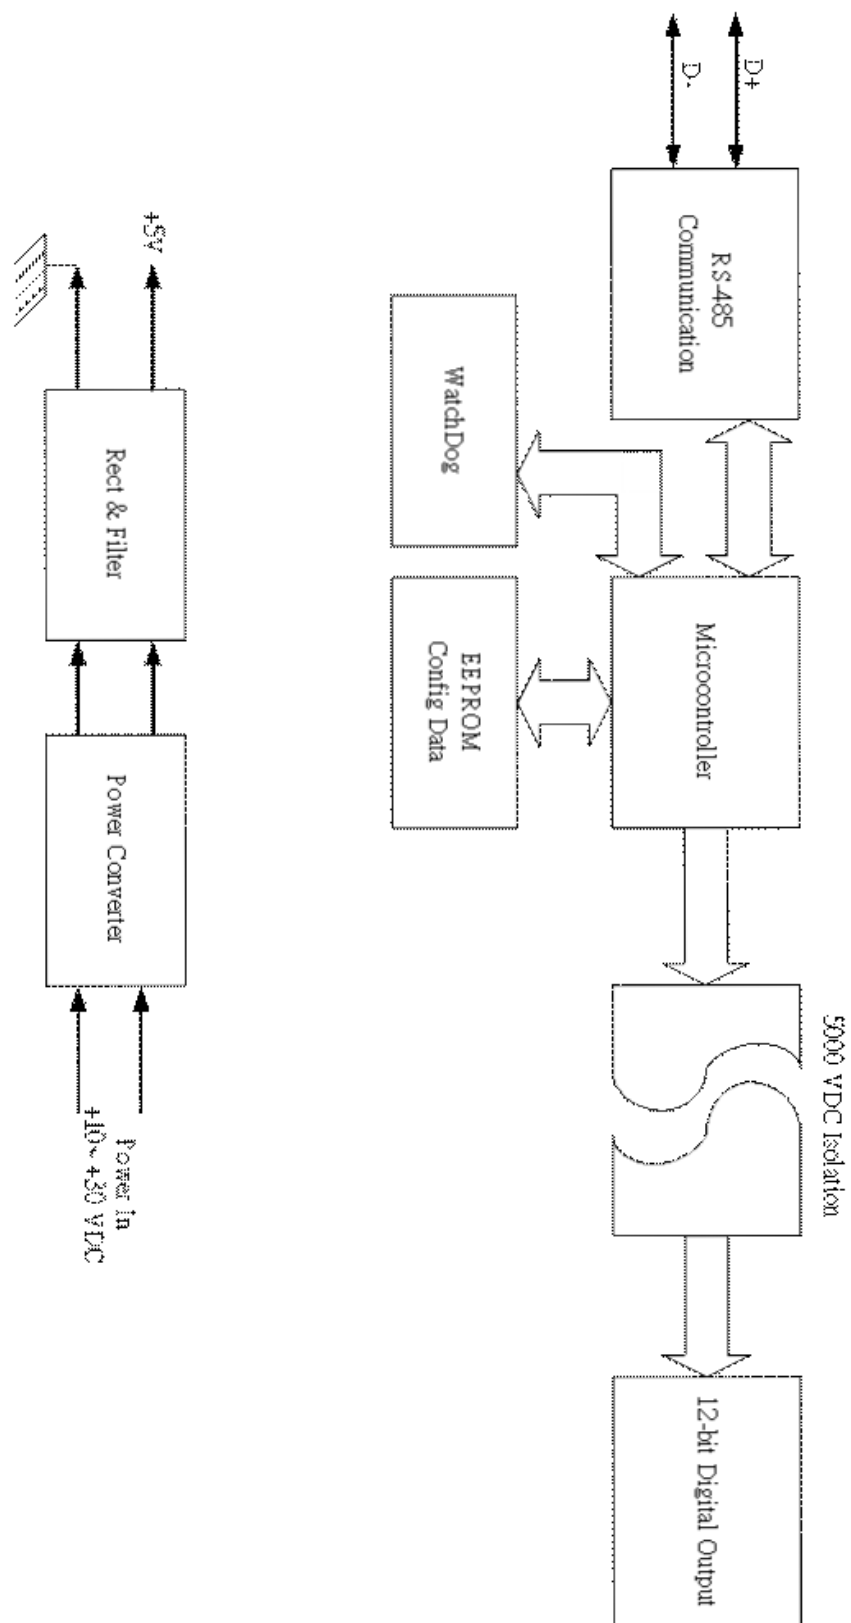 D+
D-
RS-485
Communication
WatchDog
Microcontroller
EEPROM
Config Data
5000 VDC Isolation
12-bit Digital Output
+5V
Rect & Filter
Power Converter
Power in
+10~ +30 VDC